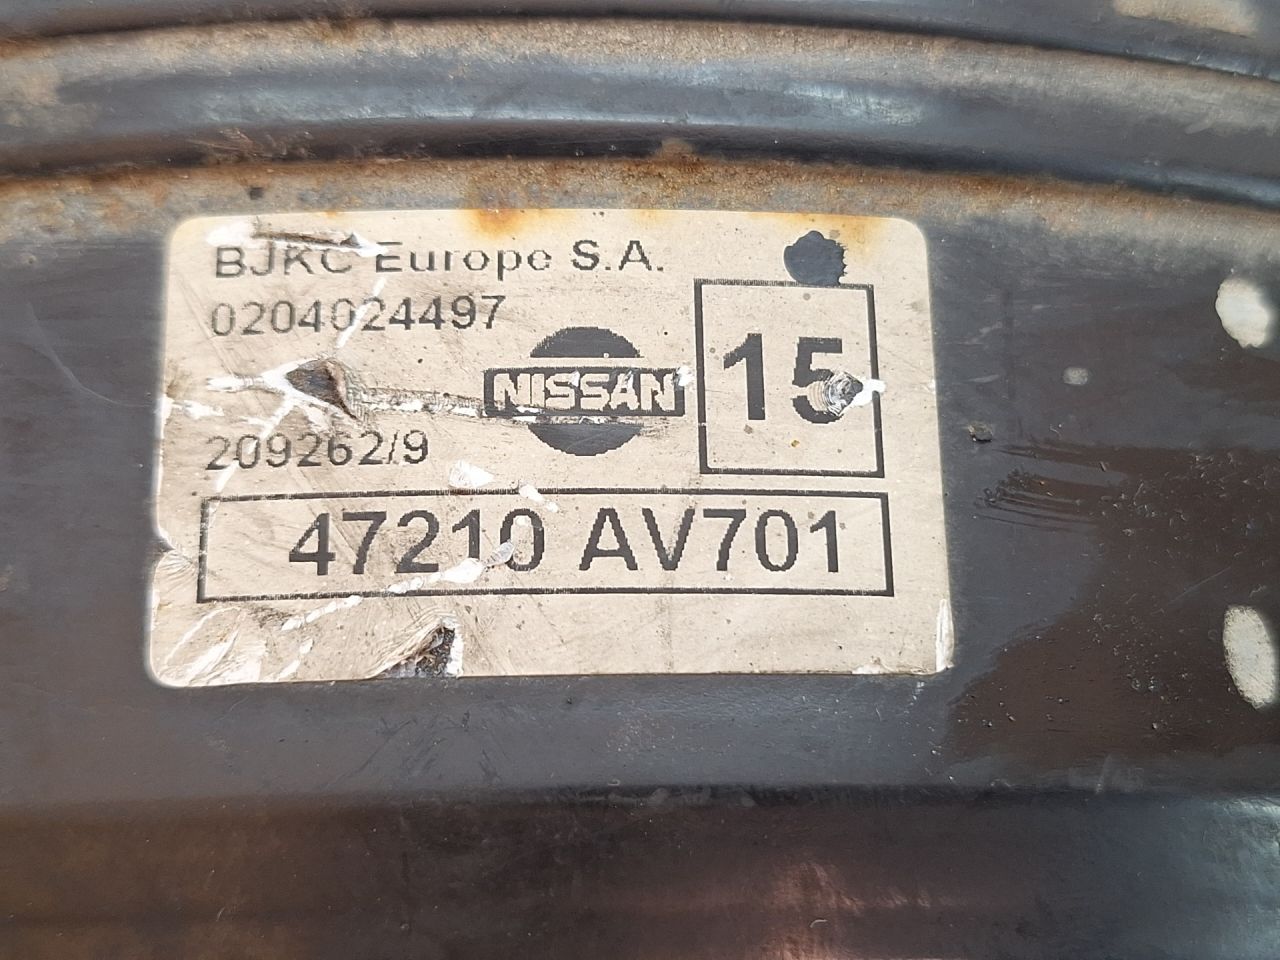 BJKC Europe S.A.
0204024497
NISSAN
15
209262/9
47210 AV701